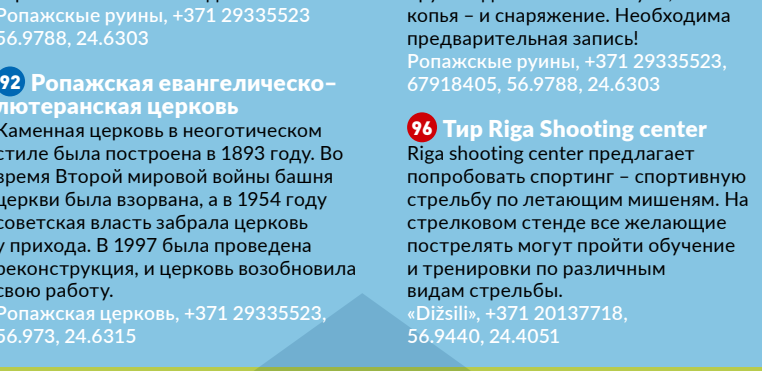 Ропажские руины, +371 29335523
56.9788, 24.6303
92 Ропажская евангелическо–
лютеранская церковь
Каменная церковь в неоготическом
стиле была построена в 1893 году. Во
время Второй мировой войны башня
церкви была взорвана, а в 1954 году
советская власть забрала церковь
у прихода. В 1997 была проведена
реконструкция, и церковь возобновила
свою работу.
Ропажская церковь, +371 29335523,
56.973, 24.6315
копья – и снаряжение. Необходима
предварительная запись!
Ропажские руины, +371 29335523,
67918405, 56.9788, 24.6303
96 Тир Riga Shooting center
Riga shooting center предлагает
попробовать спортинг – спортивную
стрельбу по летающим мишеням. На
стрелковом стенде все желающие
пострелять могут пройти обучение
и тренировки по различным
видам стрельбы.
«Dižsili», +371 20137718,
56.9440, 24.4051